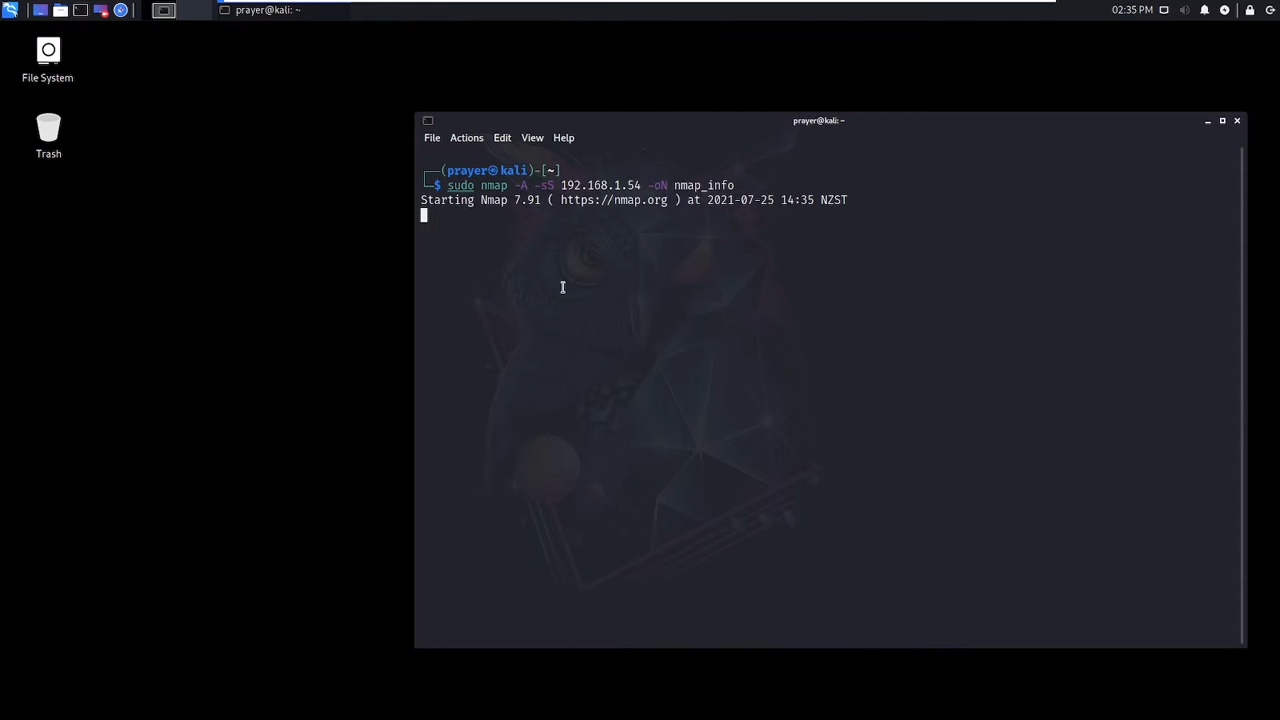 prayer@kali: ~
02:35 PM
File System
Trash
prayer@kali: ~
File Actions Edit View Help
┌──(prayer㉿kali)-[~]
└─$ sudo nmap -A -sS 192.168.1.54 -oN nmap_info
Starting Nmap 7.91 ( https://nmap.org ) at 2021-07-25 14:35 NZST